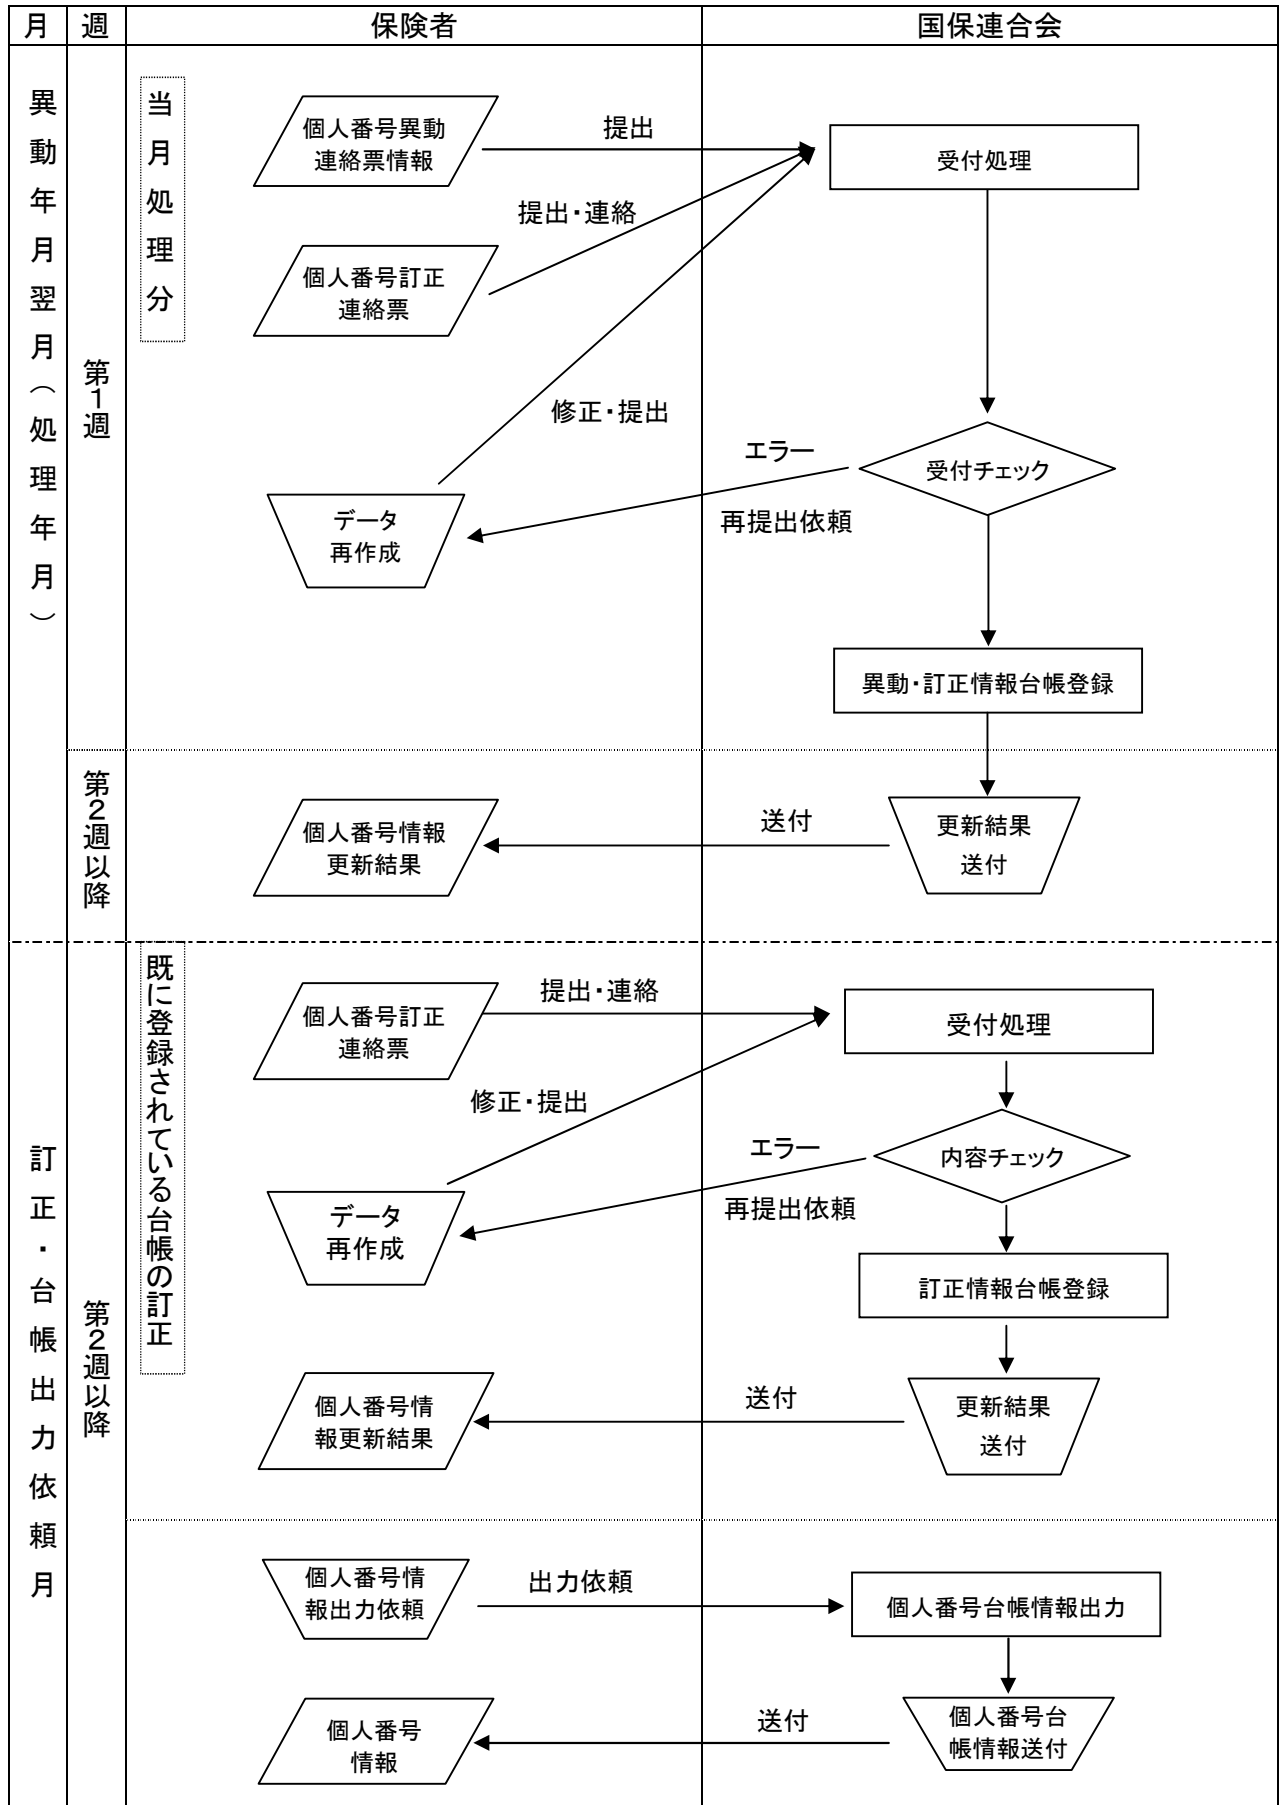 月
週
保険者
国保連合会
異動年月翌月（処理年月）
第1週
当月処理分
個人番号異動
連絡票情報
提出
受付処理
提出・連絡
個人番号訂正
連絡票
修正・提出
エラー
受付チェック
再提出依頼
データ
再作成
異動・訂正情報台帳登録
第2週以降
個人番号情報
更新結果
送付
更新結果
送付
訂正・台帳出力依頼月
第2週以降
既に登録されている台帳の訂正
個人番号訂正
連絡票
提出・連絡
受付処理
修正・提出
エラー
内容チェック
再提出依頼
データ
再作成
訂正情報台帳登録
個人番号情
報更新結果
送付
更新結果
送付
個人番号情
報出力依頼
出力依頼
個人番号台帳情報出力
個人番号
情報
送付
個人番号台
帳情報送付